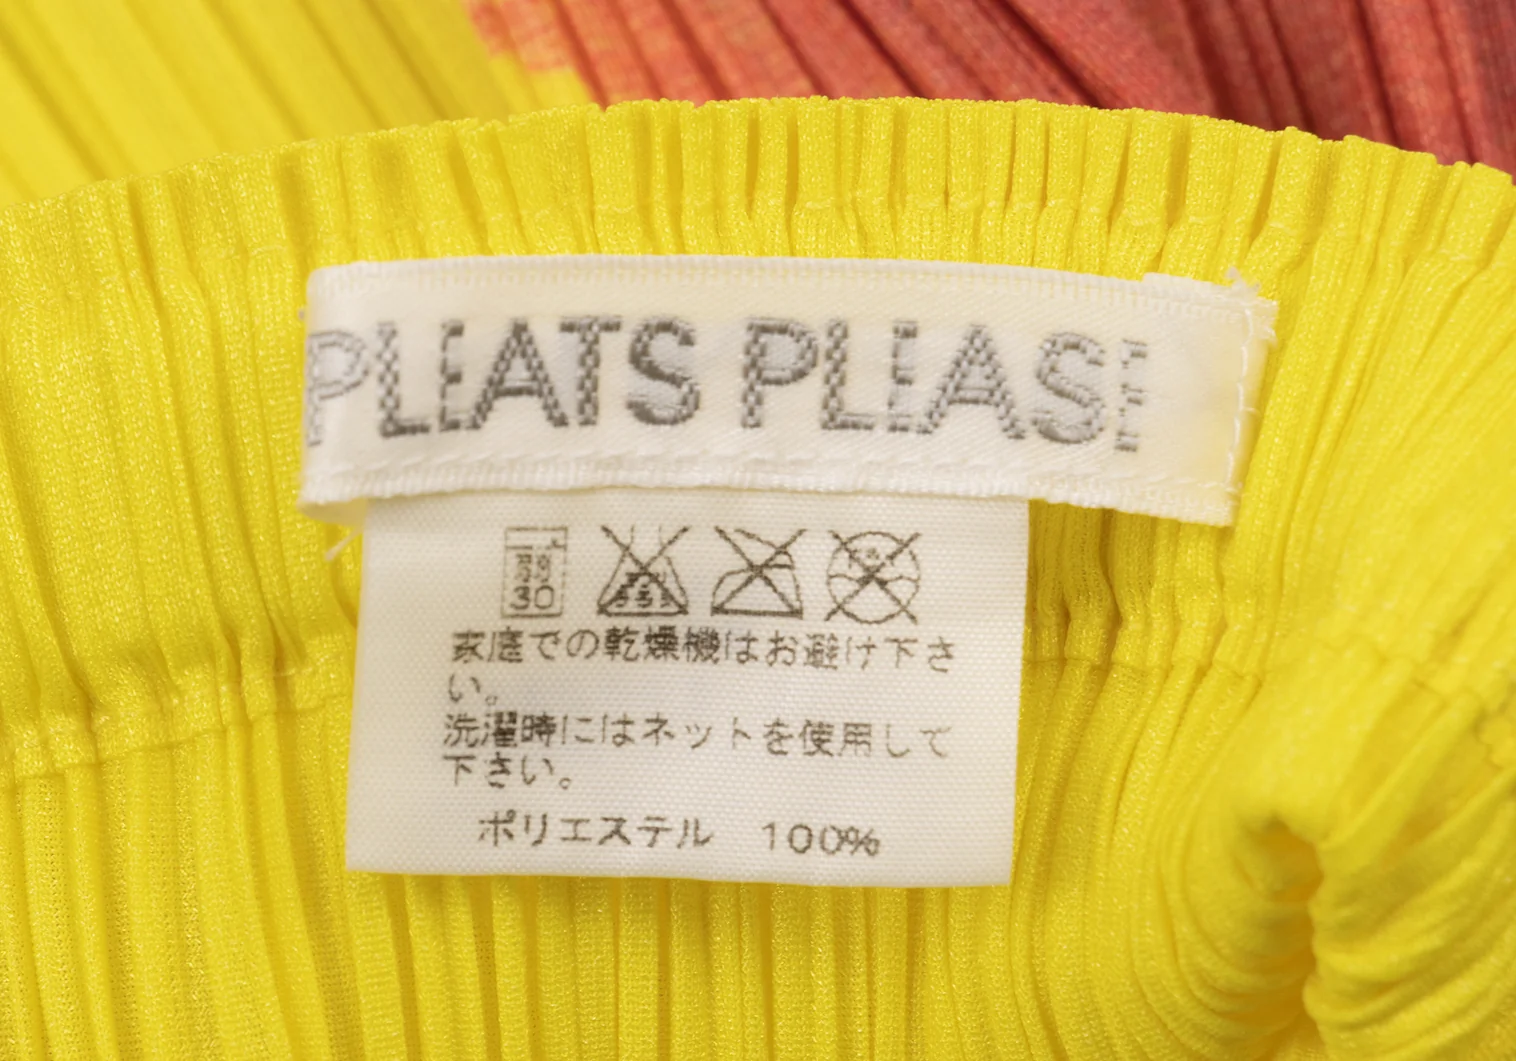 PLEATS PLEAS
30
家庭での乾燥機はお避け下さ
い。
洗濯時にはネットを使用して
下さい。
ポリエステル 100%